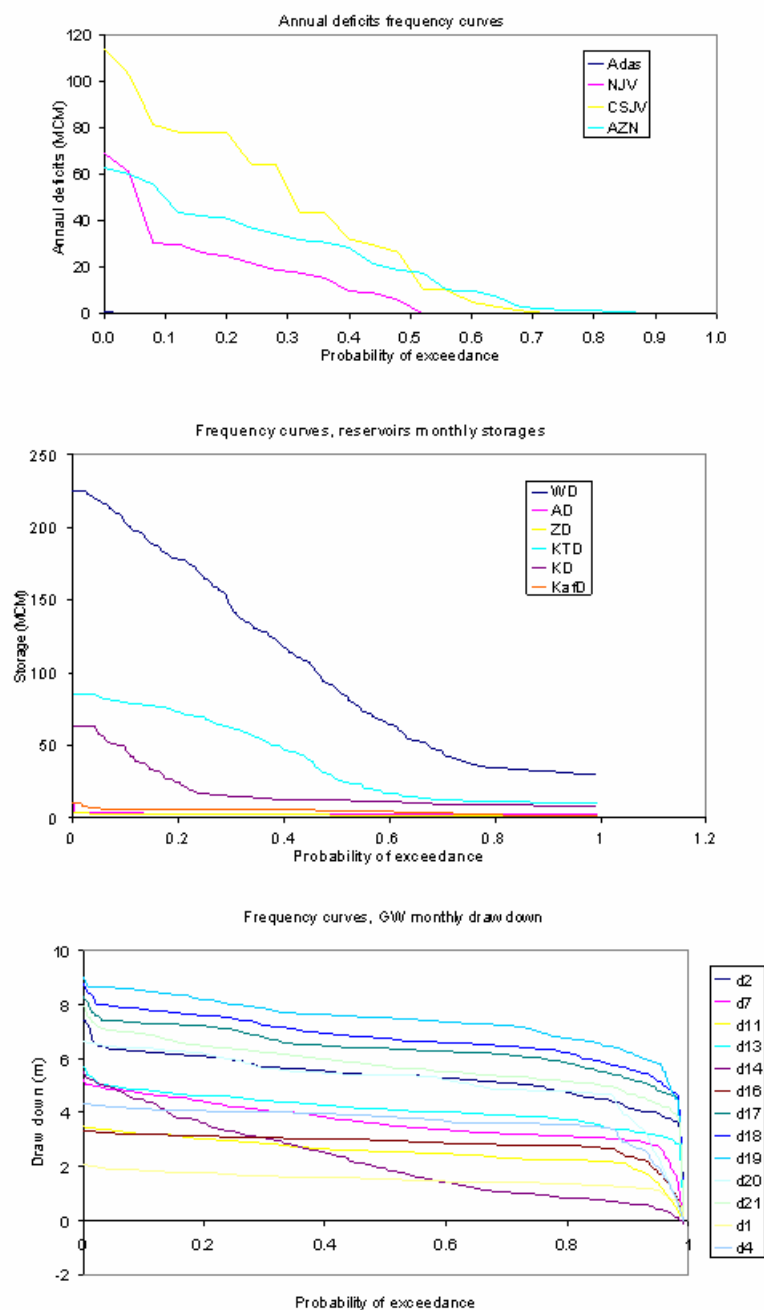 Annual deficits frequency curves
120
100
80
60
40
20
0
Annaul deficits (MCM)
Adas
NJV
CSJV
AZN
0.0 0.1 0.2 0.3 0.4 0.5 0.6 0.7 0.8 0.9 1.0
Probability of exceedance
Frequency curves, reservoirs monthly storages
250
200
150
100
50
0
Storage (MCM)
WD
AD
ZD
KTD
KD
KafD
0 0.2 0.4 0.6 0.8 1 1.2
Probability of exceedance
Frequency curves, GW monthly draw down
10
8
6
4
2
0
-2
Draw down (m)
0 0.2 0.4 0.6 0.8 1
Probability of exceedance
d2
d7
d11
d13
d14
d16
d17
d18
d19
d20
d21
d1
d4